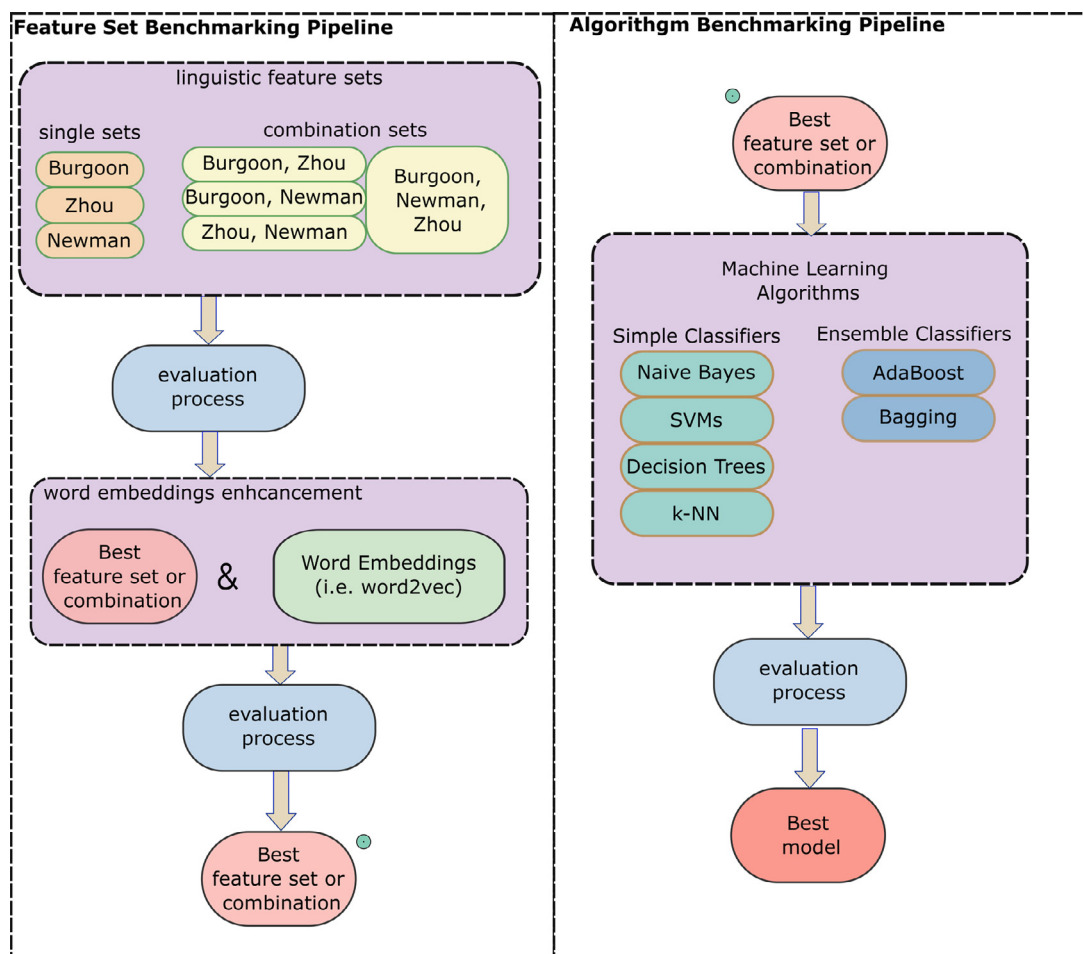 Feature Set Benchmarking Pipeline
linguistic feature sets
single sets
Burgoon
Zhou
Newman
combination sets
Burgoon, Zhou
Burgoon, Newman
Zhou, Newman
Burgoon,
Newman,
Zhou
evaluation
process
word embeddings enhcancement
Best
feature set or
combination
&
Word Embeddings
(i.e. word2vec)
evaluation
process
Best
feature set or
combination
Algorithgm Benchmarking Pipeline
Best
feature set or
combination
Machine Learning
Algorithms
Simple Classifiers
Naive Bayes
SVMs
Decision Trees
k-NN
Ensemble Classifiers
AdaBoost
Bagging
evaluation
process
Best
model